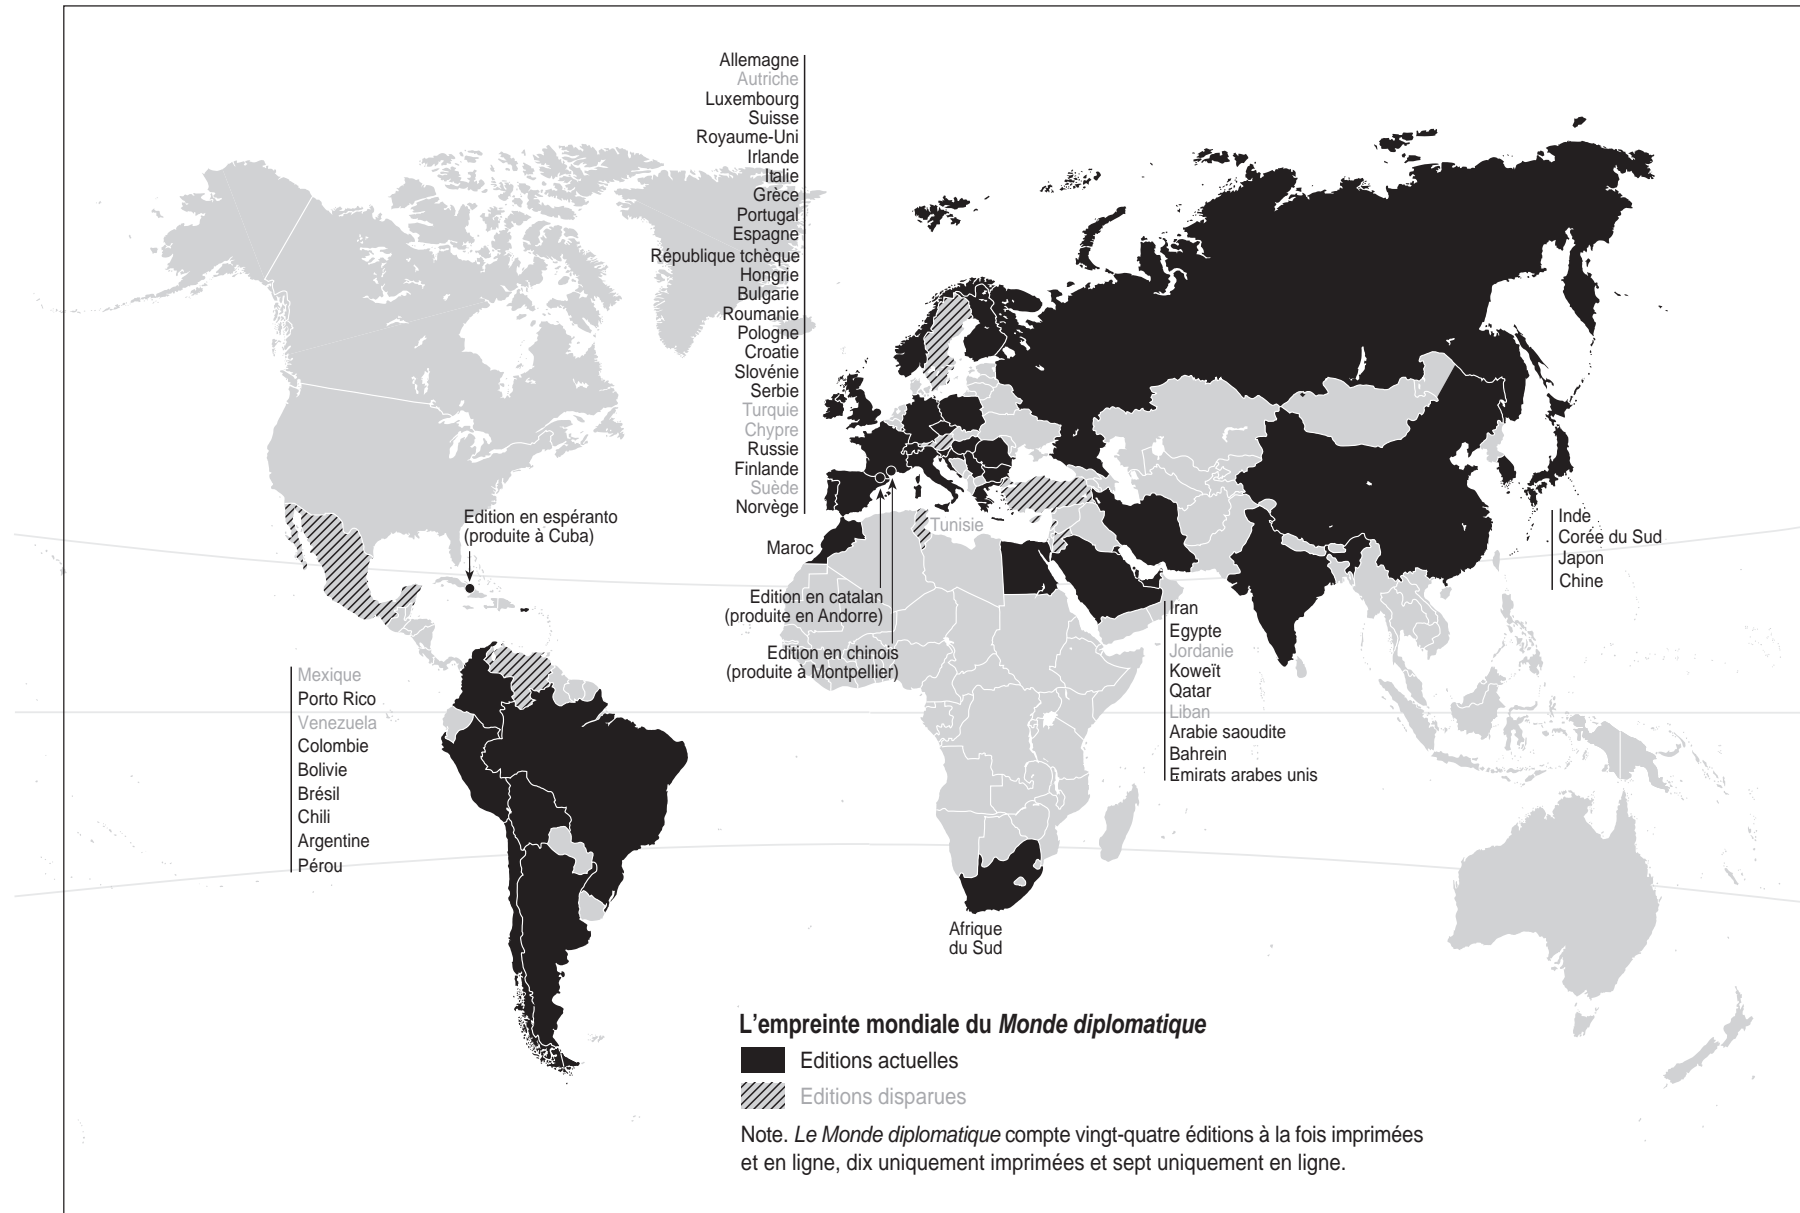 Allemagne
Autriche
Luxembourg
Suisse
Royaume-Uni
Irlande
Italie
Grèce
Portugal
Espagne
République tchèque
Hongrie
Bulgarie
Roumanie
Pologne
Croatie
Slovénie
Serbie
Turquie
Chypre
Russie
Finlande
Suède
Norvège
Edition en espéranto
(produite à Cuba)
Tunisie
Maroc
Edition en catalan
(produite en Andorre)
Edition en chinois
(produite à Montpellier)
Inde
Corée du Sud
Japon
Chine
Iran
Egypte
Jordanie
Koweït
Qatar
Liban
Arabie saoudite
Bahrein
Emirats arabes unis
Mexique
Porto Rico
Venezuela
Colombie
Bolivie
Brésil
Chili
Argentine
Pérou
Afrique
du Sud
L’empreinte mondiale du Monde diplomatique
Editions actuelles
Editions disparues
Note. Le Monde diplomatique compte vingt-quatre éditions à la fois imprimées
et en ligne, dix uniquement imprimées et sept uniquement en ligne.